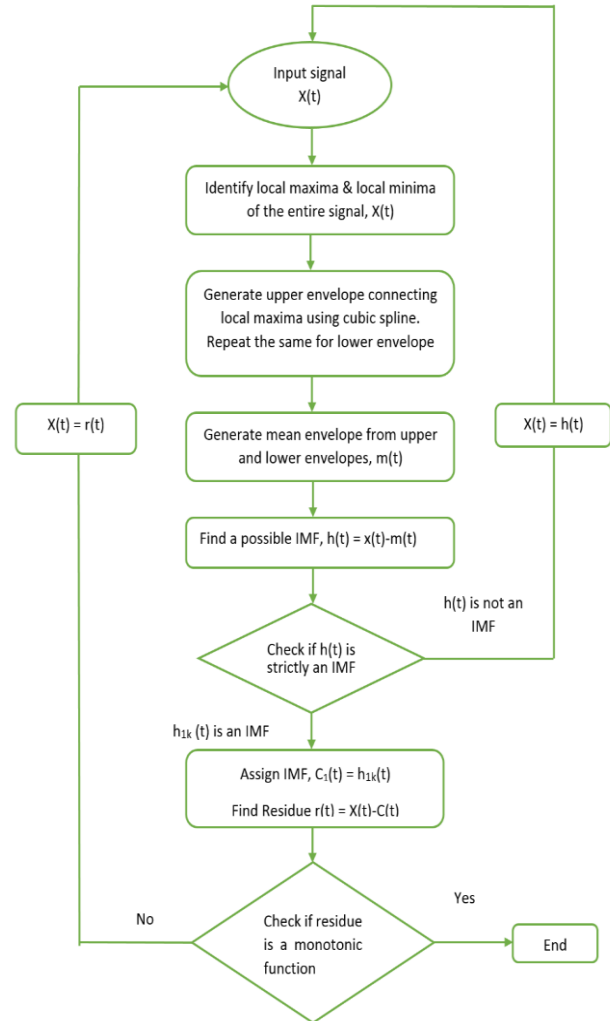 Input signal
X(t)
Identify local maxima & local minima
of the entire signal, X(t)
Generate upper envelope connecting
local maxima using cubic spline.
Repeat the same for lower envelope
X(t) = r(t)
X(t) = h(t)
Generate mean envelope from upper
and lower envelopes, m(t)
Find a possible IMF, h(t) = x(t)-m(t)
h(t) is not an
IMF
Check if h(t) is
strictly an IMF
h₁ₖ (t) is an IMF
Assign IMF, C₁(t) = h₁ₖ(t)
Find Residue r(t) = X(t)-C(t)
No
Yes
Check if residue
is a monotonic
function
End